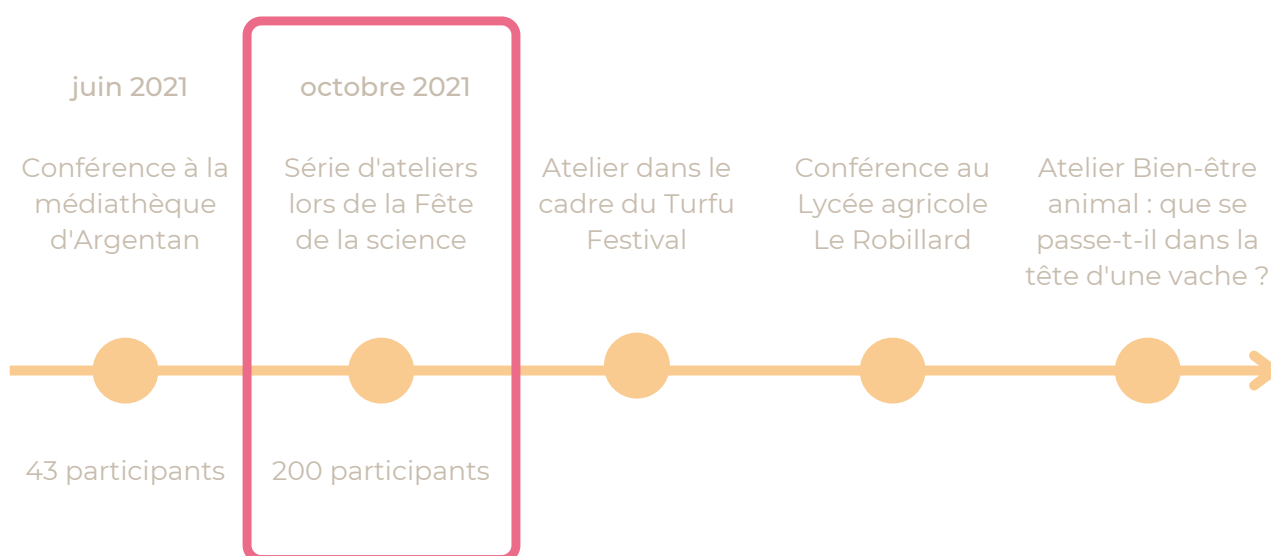 juin 2021
Conférence à la
médiathèque
d'Argentan
43 participants
octobre 2021
Série d'ateliers
lors de la Fête
de la science
200 participants
Atelier dans le
cadre du Turfu
Festival
Conférence au
Lycée agricole
Le Robillard
Atelier Bien-être
animal : que se
passe-t-il dans la
tête d'une vache ?